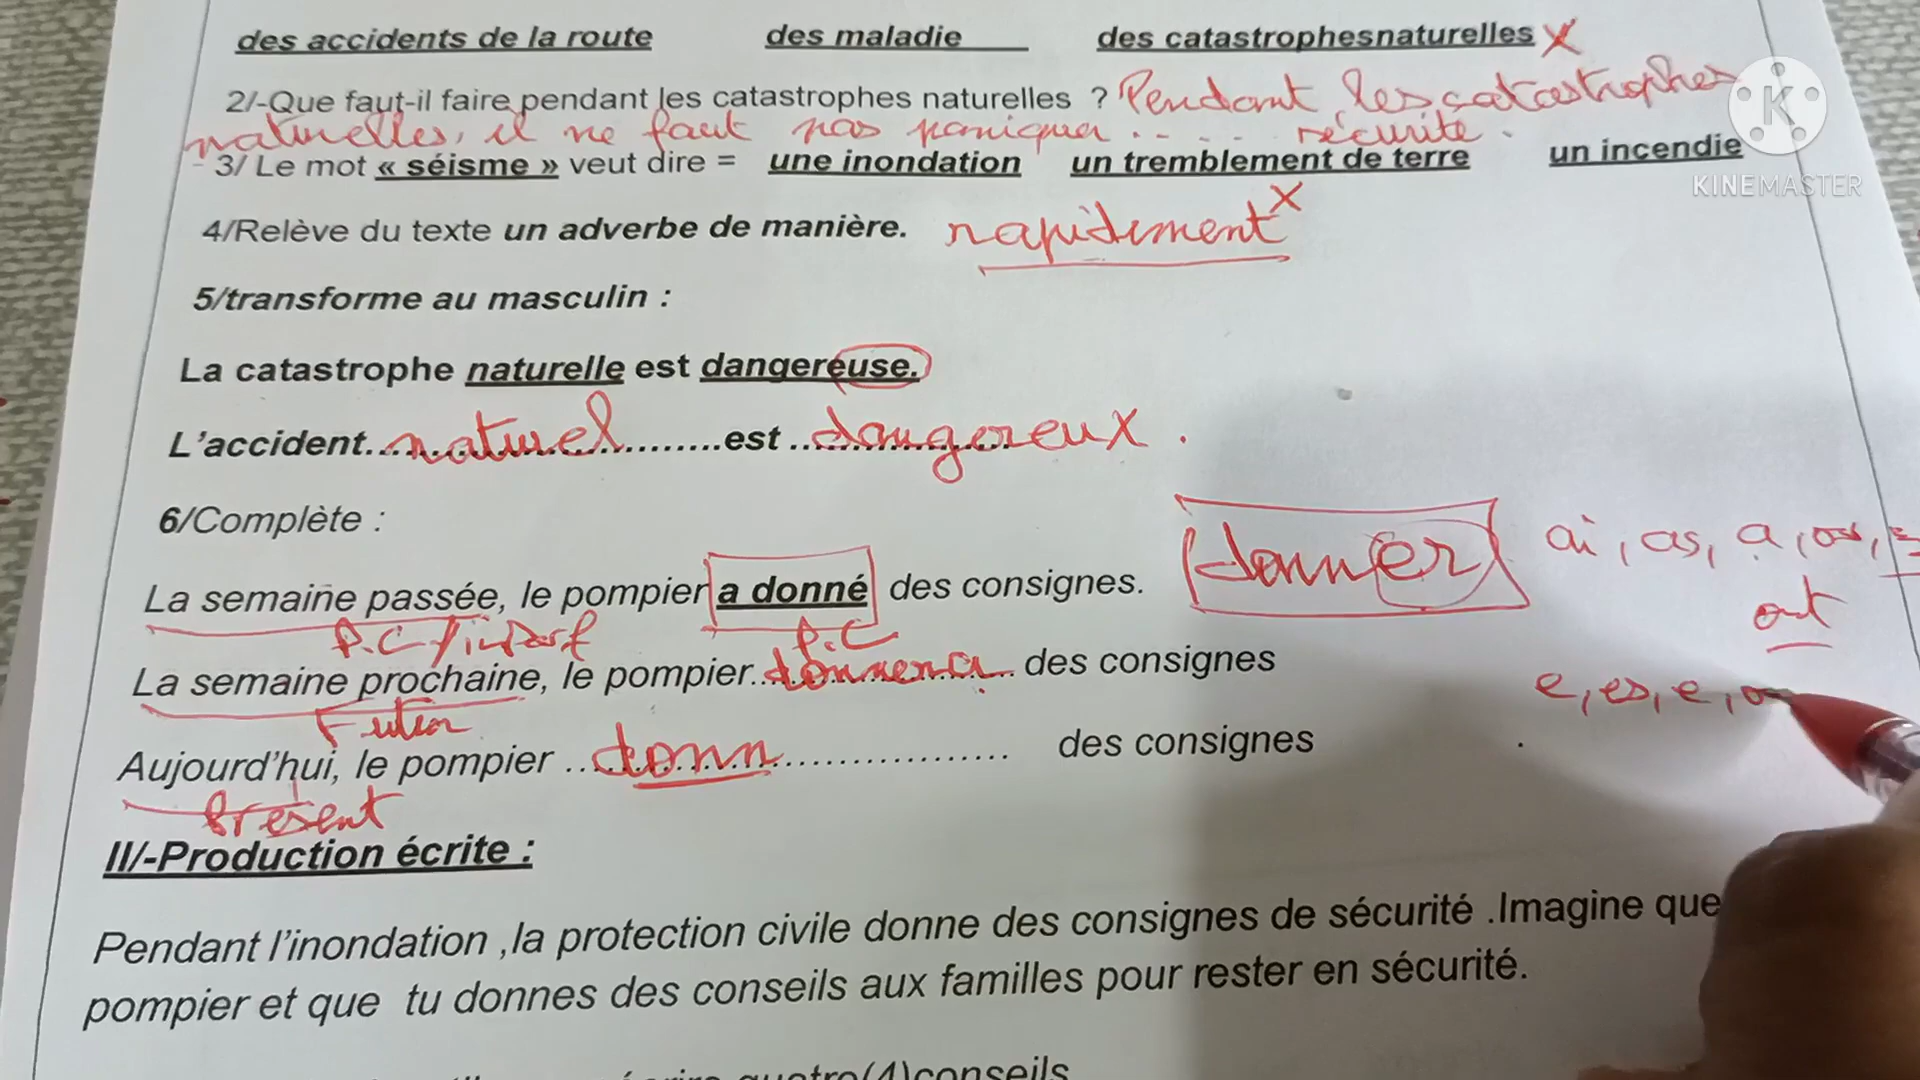 des accidents de la route des maladie des catastrophesnaturelles X
2/-Que faut-il faire pendant les catastrophes naturelles ? Pendant les catastrophes
naturelles, il ne faut pas paniquer ..... sécurité.
3/ Le mot « séisme » veut dire = une inondation un tremblement de terre un incendie
X
4/Relève du texte un adverbe de manière. rapidement
5/transforme au masculin :
La catastrophe naturelle est dangereuse.
L'accident..naturel........est ...dangereux.
6/Complète :
donner ai, as, a, ons,
ont
La semaine passée, le pompier a donné des consignes.
P.C / imparf P.C
La semaine prochaine, le pompier..donnera.. des consignes
e, es, e, o
Futur
Aujourd'hui, le pompier ...donn................ des consignes
Présent
II/-Production écrite :
Pendant l'inondation ,la protection civile donne des consignes de sécurité .Imagine que
pompier et que tu donnes des conseils aux familles pour rester en sécurité.
(4)conseils
K
KINEMASTER